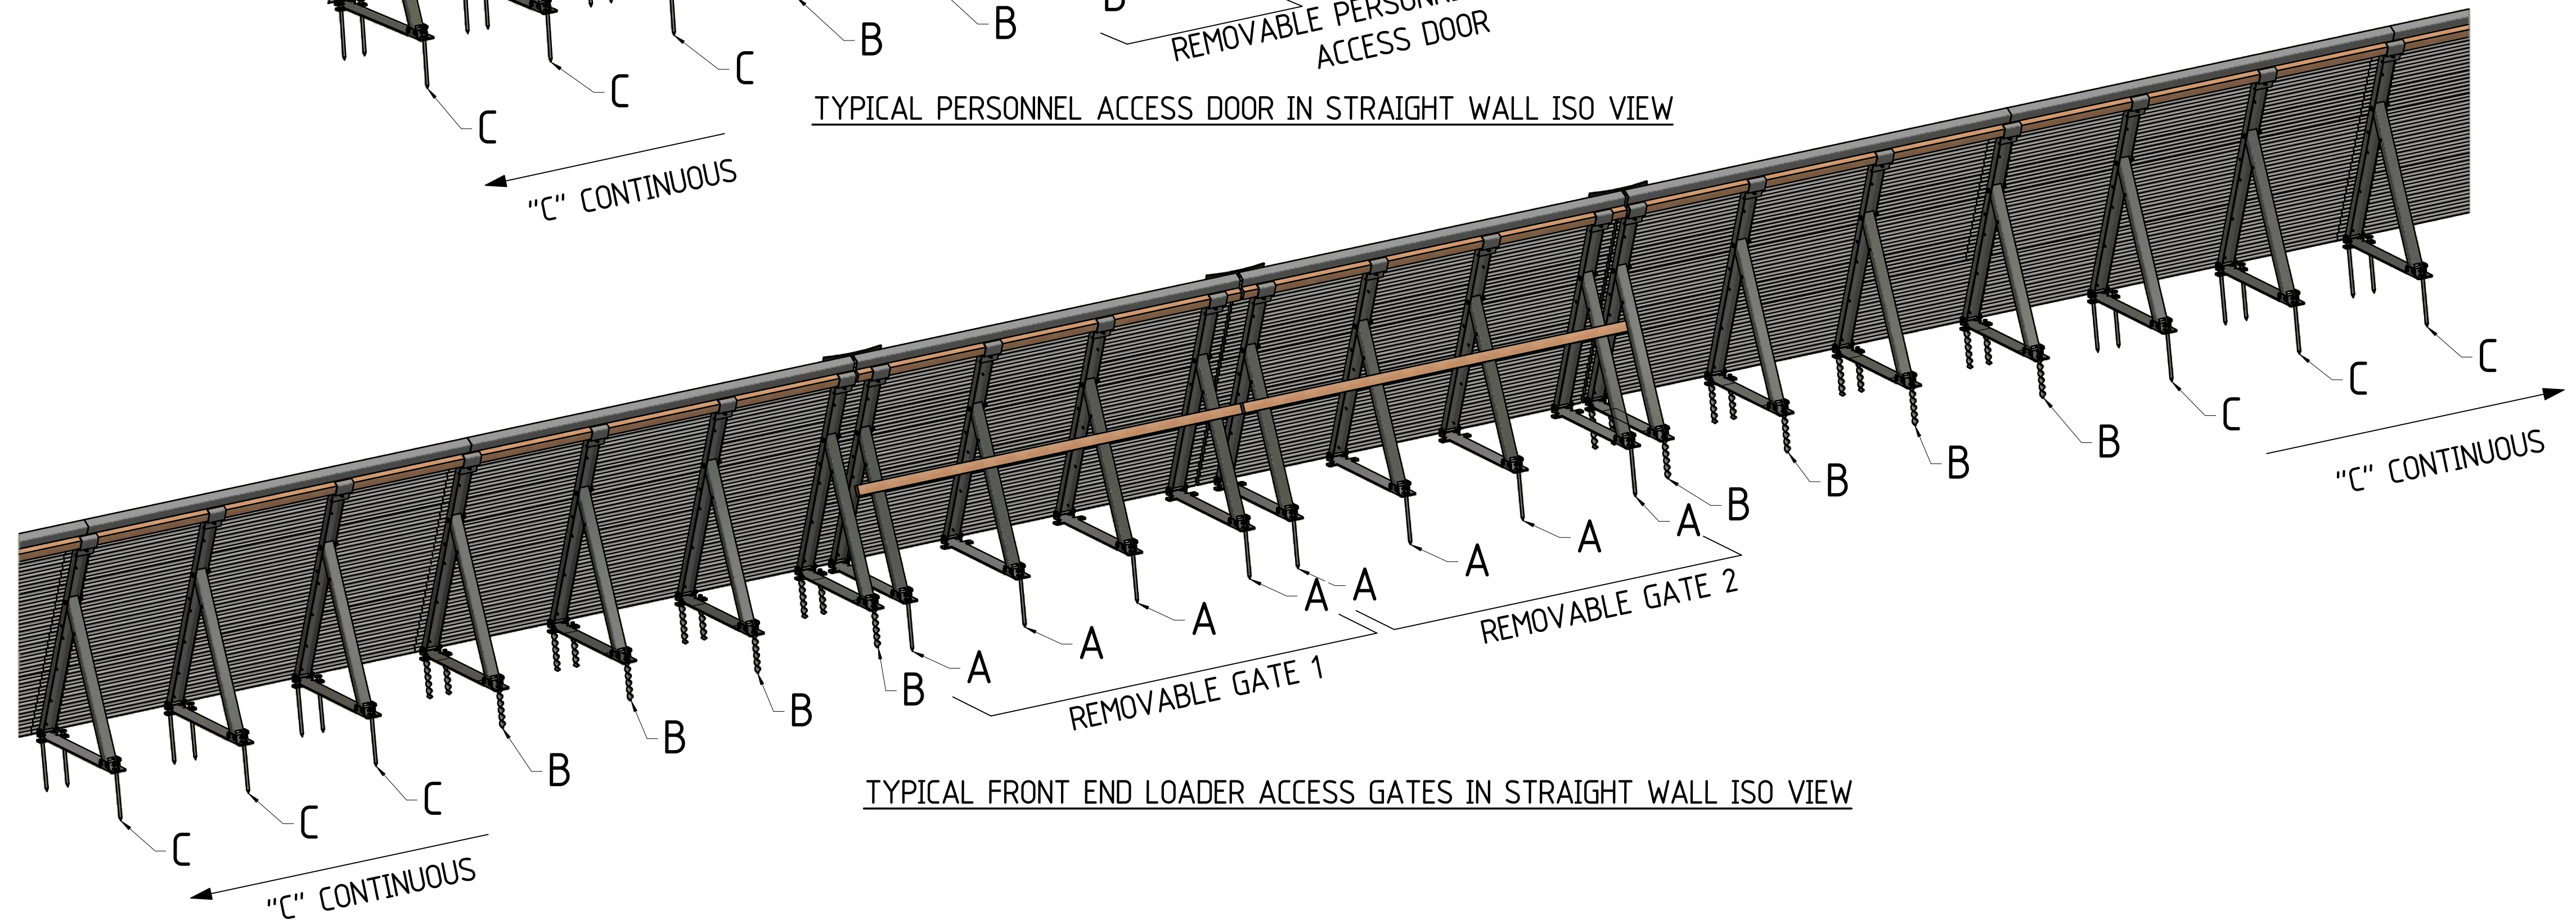 B
B
B
C
C
C
REMOVABLE
ACCESS DOOR
TYPICAL PERSONNEL ACCESS DOOR IN STRAIGHT WALL ISO VIEW
"C" CONTINUOUS
C
C
C
"C" CONTINUOUS
B
B
B
B
A
A
A
A
REMOVABLE GATE 2
A
A
A
A
REMOVABLE GATE 1
B
B
B
B
C
C
C
"C" CONTINUOUS
TYPICAL FRONT END LOADER ACCESS GATES IN STRAIGHT WALL ISO VIEW